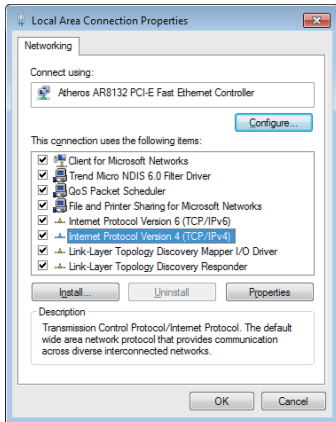 Local Area Connection Properties
Networking
Connect using:
Atheros AR8132 PCI-E Fast Ethernet Controller
Configure...
This connection uses the following items:
Client for Microsoft Networks
Trend Micro NDIS 6.0 Filter Driver
QoS Packet Scheduler
File and Printer Sharing for Microsoft Networks
Internet Protocol Version 6 (TCP/IPv6)
Internet Protocol Version 4 (TCP/IPv4)
Link-Layer Topology Discovery Mapper I/O Driver
Link-Layer Topology Discovery Responder
Install... Uninstall Properties
Description
Transmission Control Protocol/Internet Protocol. The default
wide area network protocol that provides communication
across diverse interconnected networks.
OK Cancel